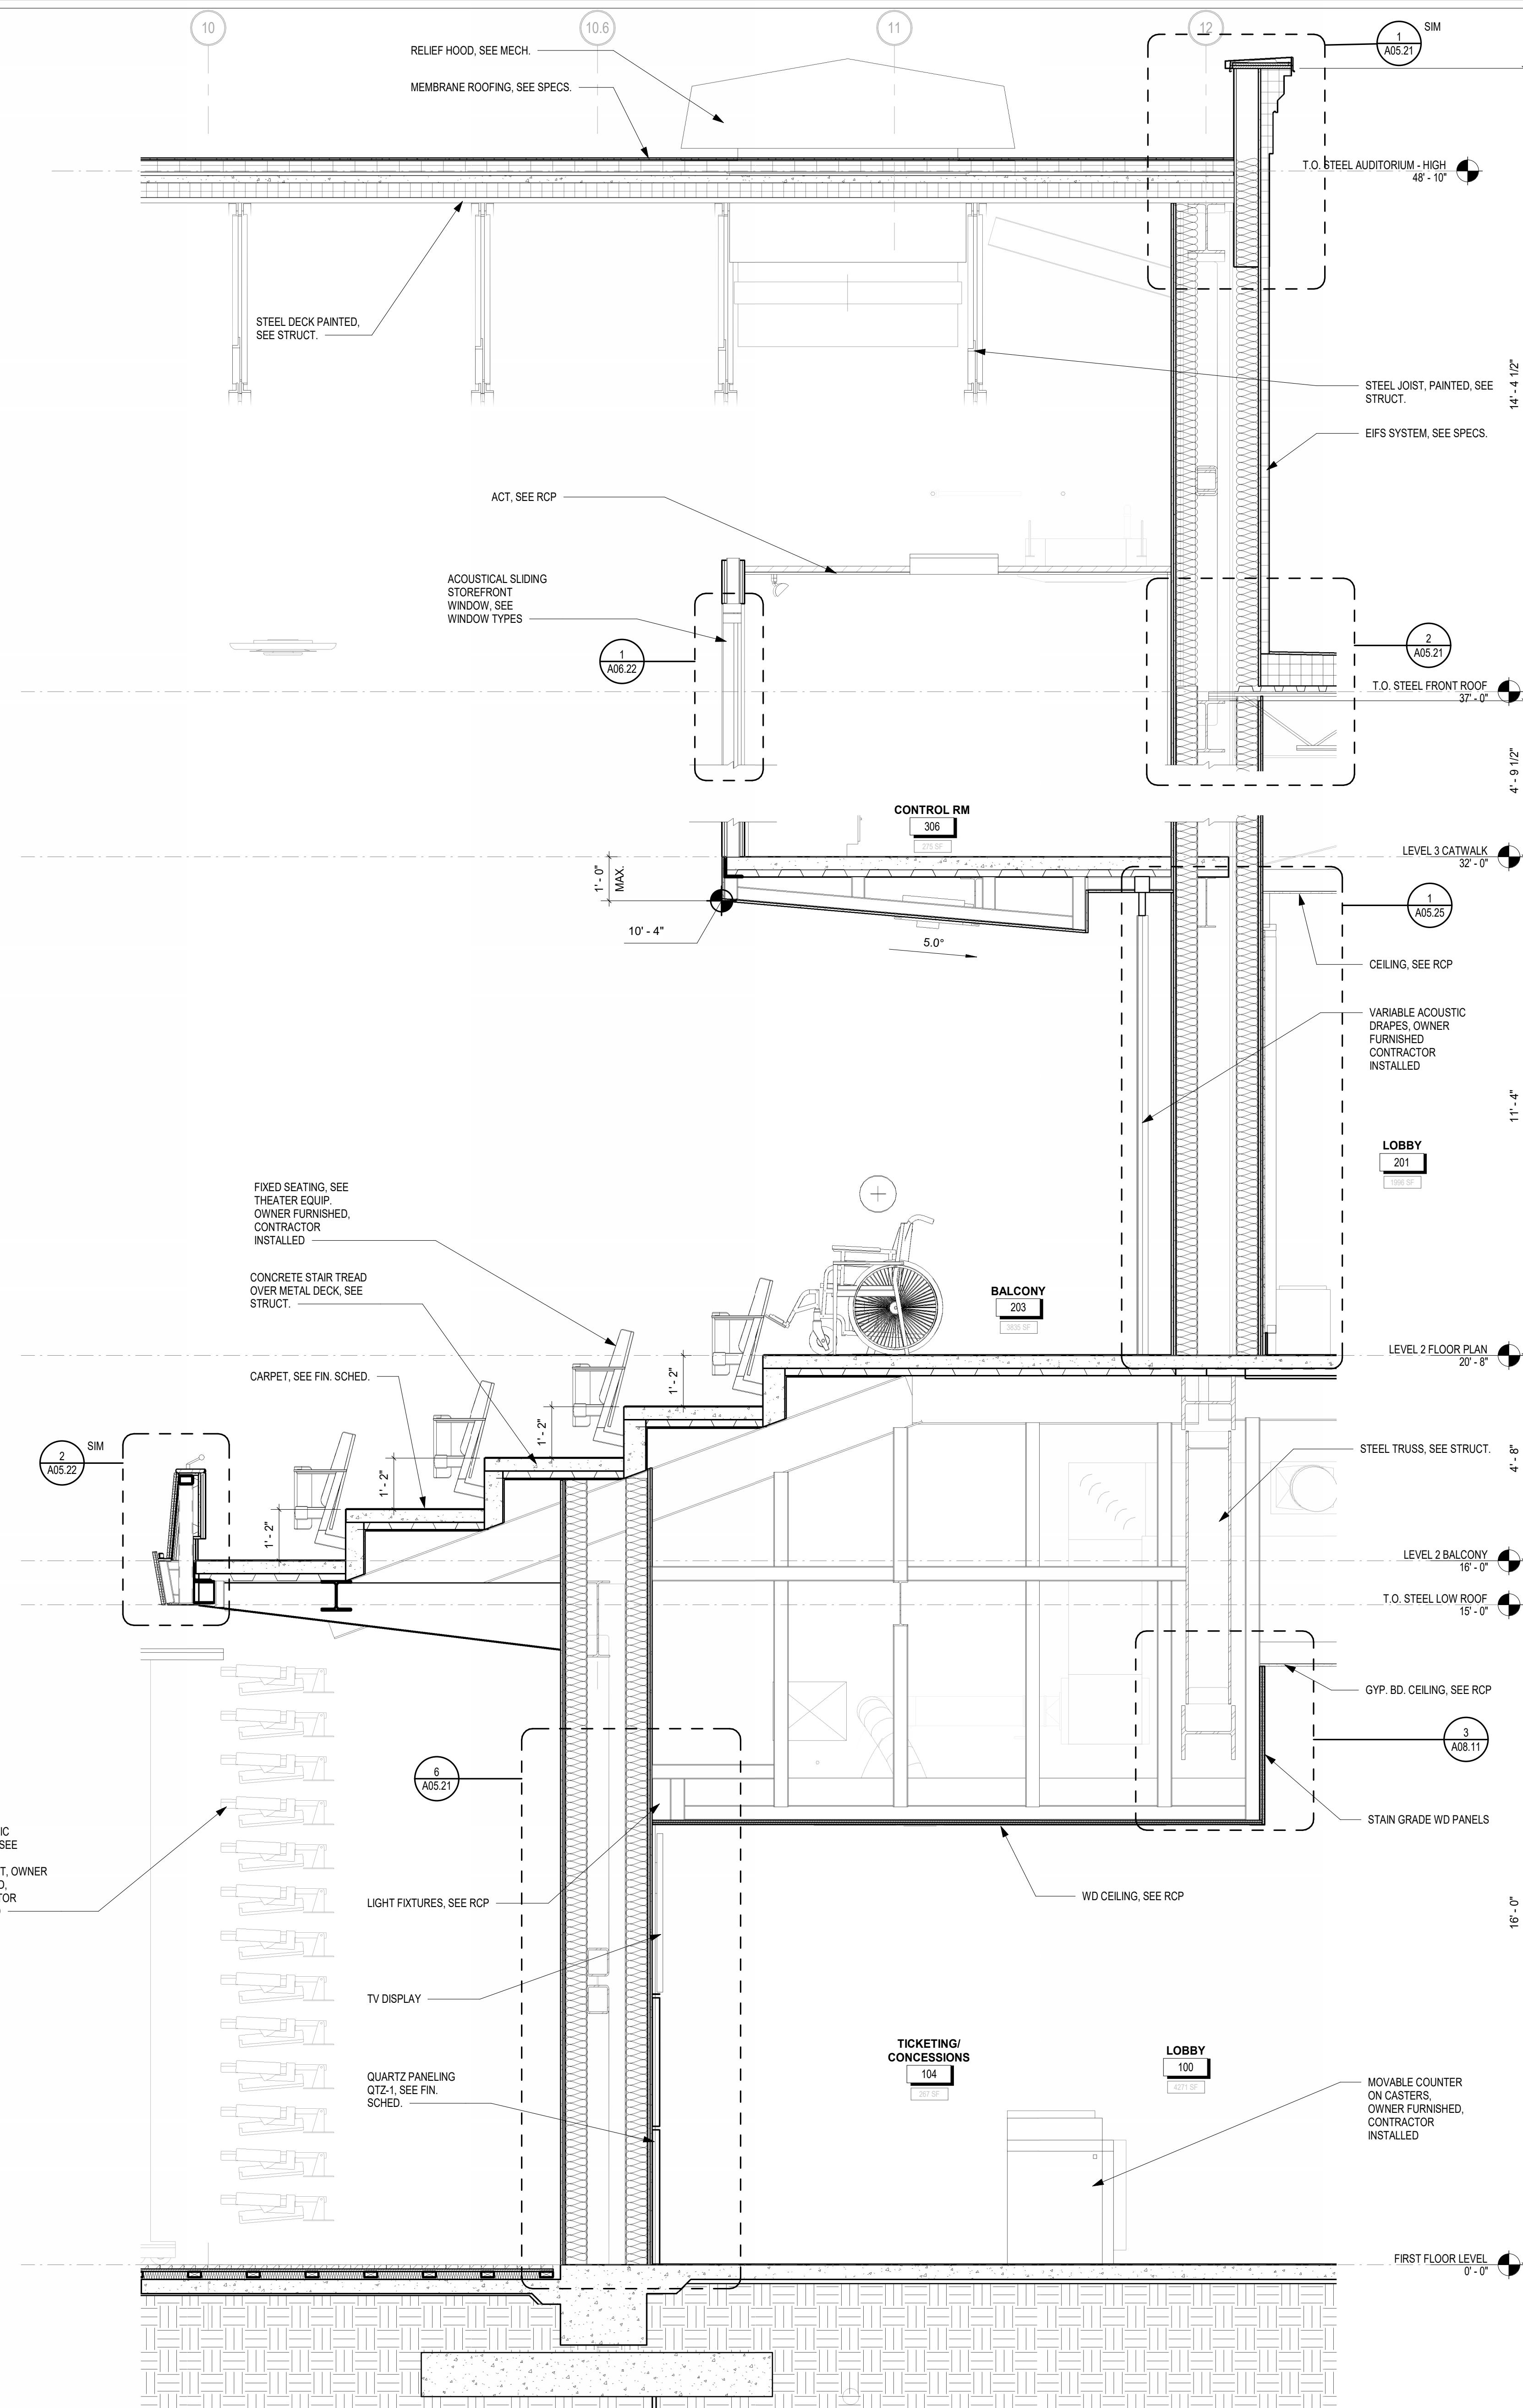 10
10.6
11
12
1
A05.21
SIM
RELIEF HOOD, SEE MECH.
MEMBRANE ROOFING, SEE SPECS.
T.O. STEEL AUDITORIUM - HIGH
48' - 10"
STEEL DECK PAINTED,
SEE STRUCT.
14' - 4 1/2"
STEEL JOIST, PAINTED, SEE
STRUCT.
EIFS SYSTEM, SEE SPECS.
ACT, SEE RCP
ACOUSTICAL SLIDING
STOREFRONT
WINDOW, SEE
WINDOW TYPES
1
A06.22
2
A05.21
T.O. STEEL FRONT ROOF
37' - 0"
4' - 9 1/2"
CONTROL RM
306
275 SF
LEVEL 3 CATWALK
32' - 0"
1' - 0"
MAX.
10' - 4"
5.0°
1
A05.25
CEILING, SEE RCP
VARIABLE ACOUSTIC
DRAPES, OWNER
FURNISHED
CONTRACTOR
INSTALLED
11' - 4"
LOBBY
201
1996 SF
FIXED SEATING, SEE
THEATER EQUIP.
OWNER FURNISHED,
CONTRACTOR
INSTALLED
CONCRETE STAIR TREAD
OVER METAL DECK, SEE
STRUCT.
BALCONY
203
3835 SF
LEVEL 2 FLOOR PLAN
20' - 8"
CARPET, SEE FIN. SCHED.
1' - 2"
1' - 2"
1' - 2"
1' - 2"
2
A05.22
SIM
STEEL TRUSS, SEE STRUCT.
4' - 8"
LEVEL 2 BALCONY
16' - 0"
T.O. STEEL LOW ROOF
15' - 0"
GYP. BD. CEILING, SEE RCP
3
A08.11
6
A05.21
STAIN GRADE WD PANELS
IC
SEE
T, OWNER
D,
TOR
LIGHT FIXTURES, SEE RCP
WD CEILING, SEE RCP
16' - 0"
TV DISPLAY
TICKETING/
CONCESSIONS
104
267 SF
LOBBY
100
4271 SF
QUARTZ PANELING
QTZ-1, SEE FIN.
SCHED.
MOVABLE COUNTER
ON CASTERS,
OWNER FURNISHED,
CONTRACTOR
INSTALLED
FIRST FLOOR LEVEL
0' - 0"